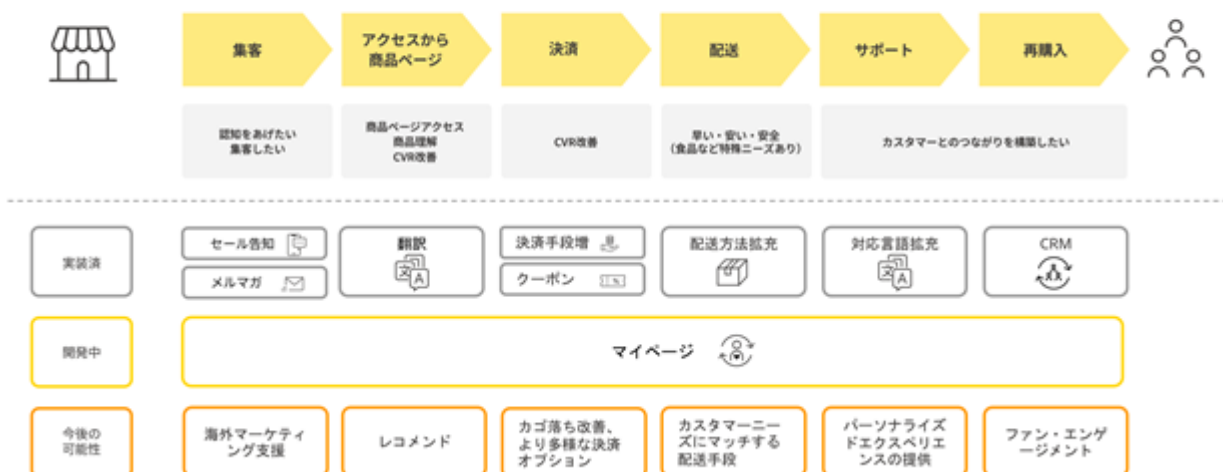 集客
アクセスから
商品ページ
決済
配送
サポート
再購入
認知をあげたい
集客したい
商品ページアクセス
商品理解
CVR改善
CVR改善
早い・安い・安全
(食品など特殊ニーズあり)
カスタマーとのつながりを構築したい
実装済
セール告知
メルマガ
翻訳
決済手段増
クーポン
配送方法拡充
対応言語拡充
CRM
開発中
マイページ
今後の
可能性
海外マーケティ
ング支援
レコメンド
カゴ落ち改善、
より多様な決済
オプション
カスタマーニー
ズにマッチする
配送手段
パーソナライズ
ドエクスペリエ
ンスの提供
ファン・エンゲ
ージメント